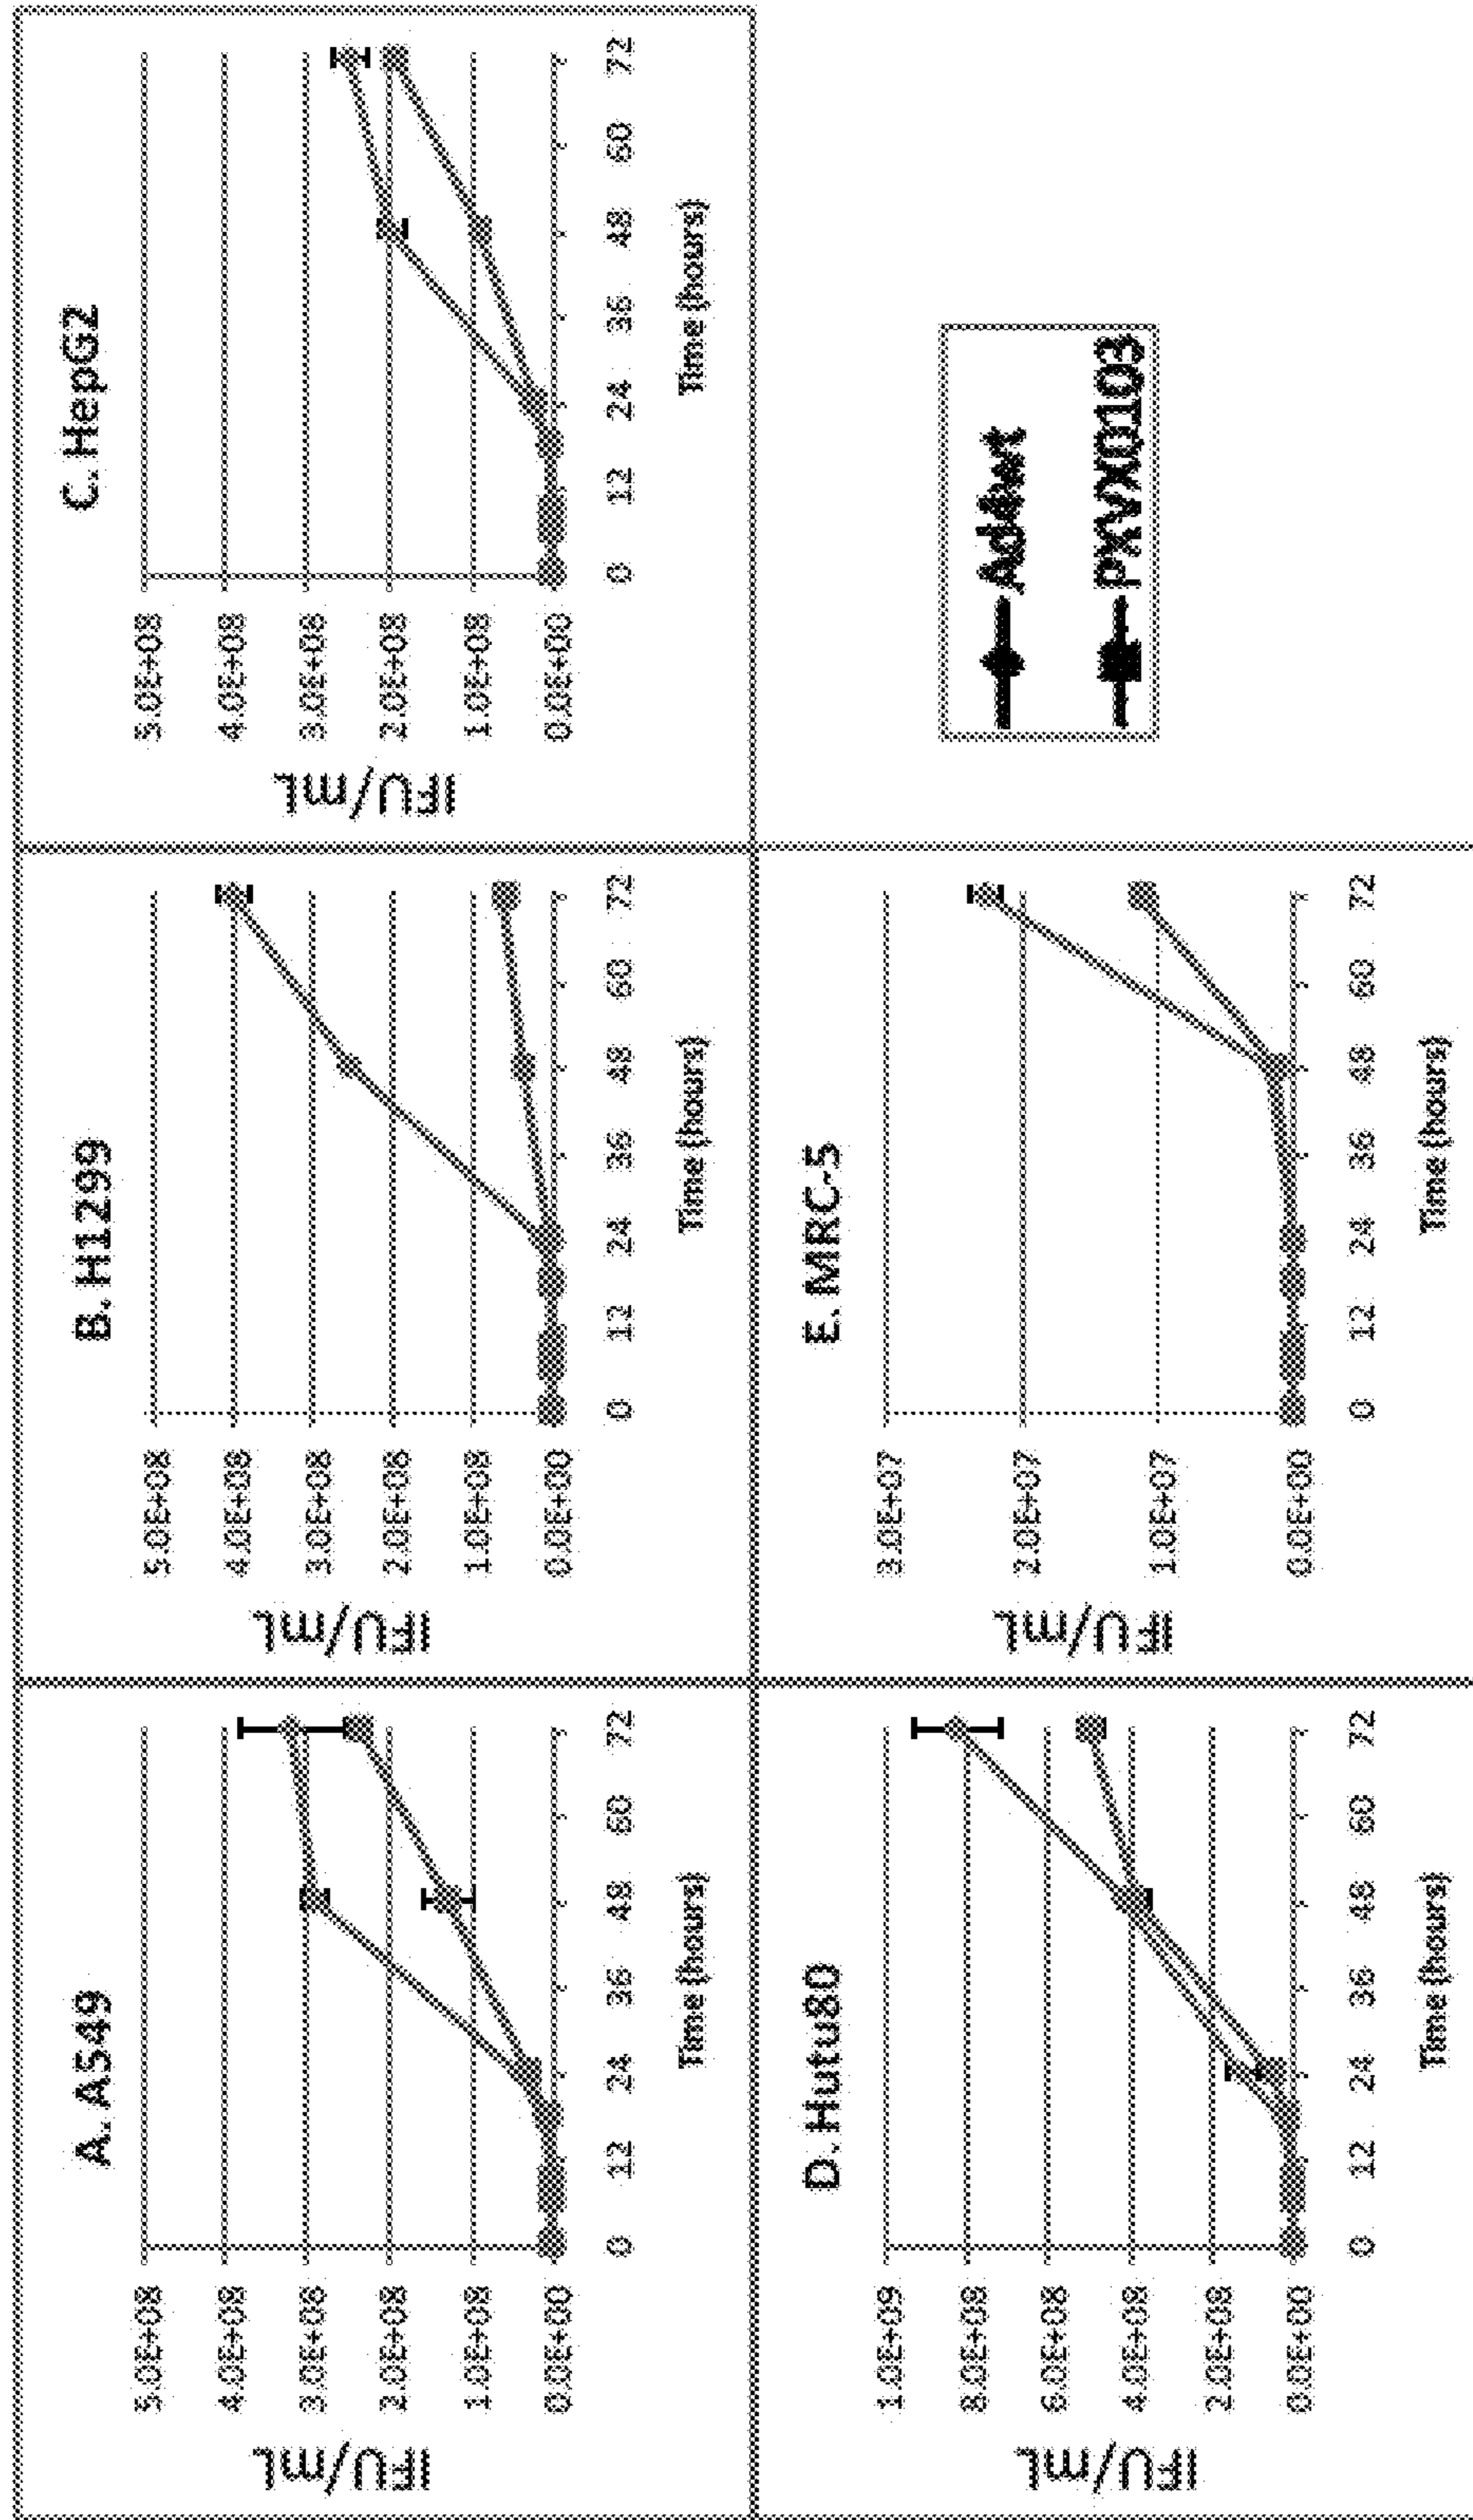 A. A549
IFU/mL
5.0E+08
4.0E+08
3.0E+08
2.0E+08
1.0E+08
0.0E+00
0 12 24 36 48 60 72
Time (hours)
B. H1299
IFU/mL
5.0E+08
4.0E+08
3.0E+08
2.0E+08
1.0E+08
0.0E+00
0 12 24 36 48 60 72
Time (hours)
C. HepG2
IFU/mL
5.0E+08
4.0E+08
3.0E+08
2.0E+08
1.0E+08
0.0E+00
0 12 24 36 48 60 72
Time (hours)
D. Hutu80
IFU/mL
1.0E+09
8.0E+08
6.0E+08
4.0E+08
2.0E+08
0.0E+00
0 12 24 36 48 60 72
Time (hours)
E. MRC-5
IFU/mL
3.0E+07
2.0E+07
1.0E+07
0.0E+00
0 12 24 36 48 60 72
Time (hours)
Ad4wt
PXVX0103